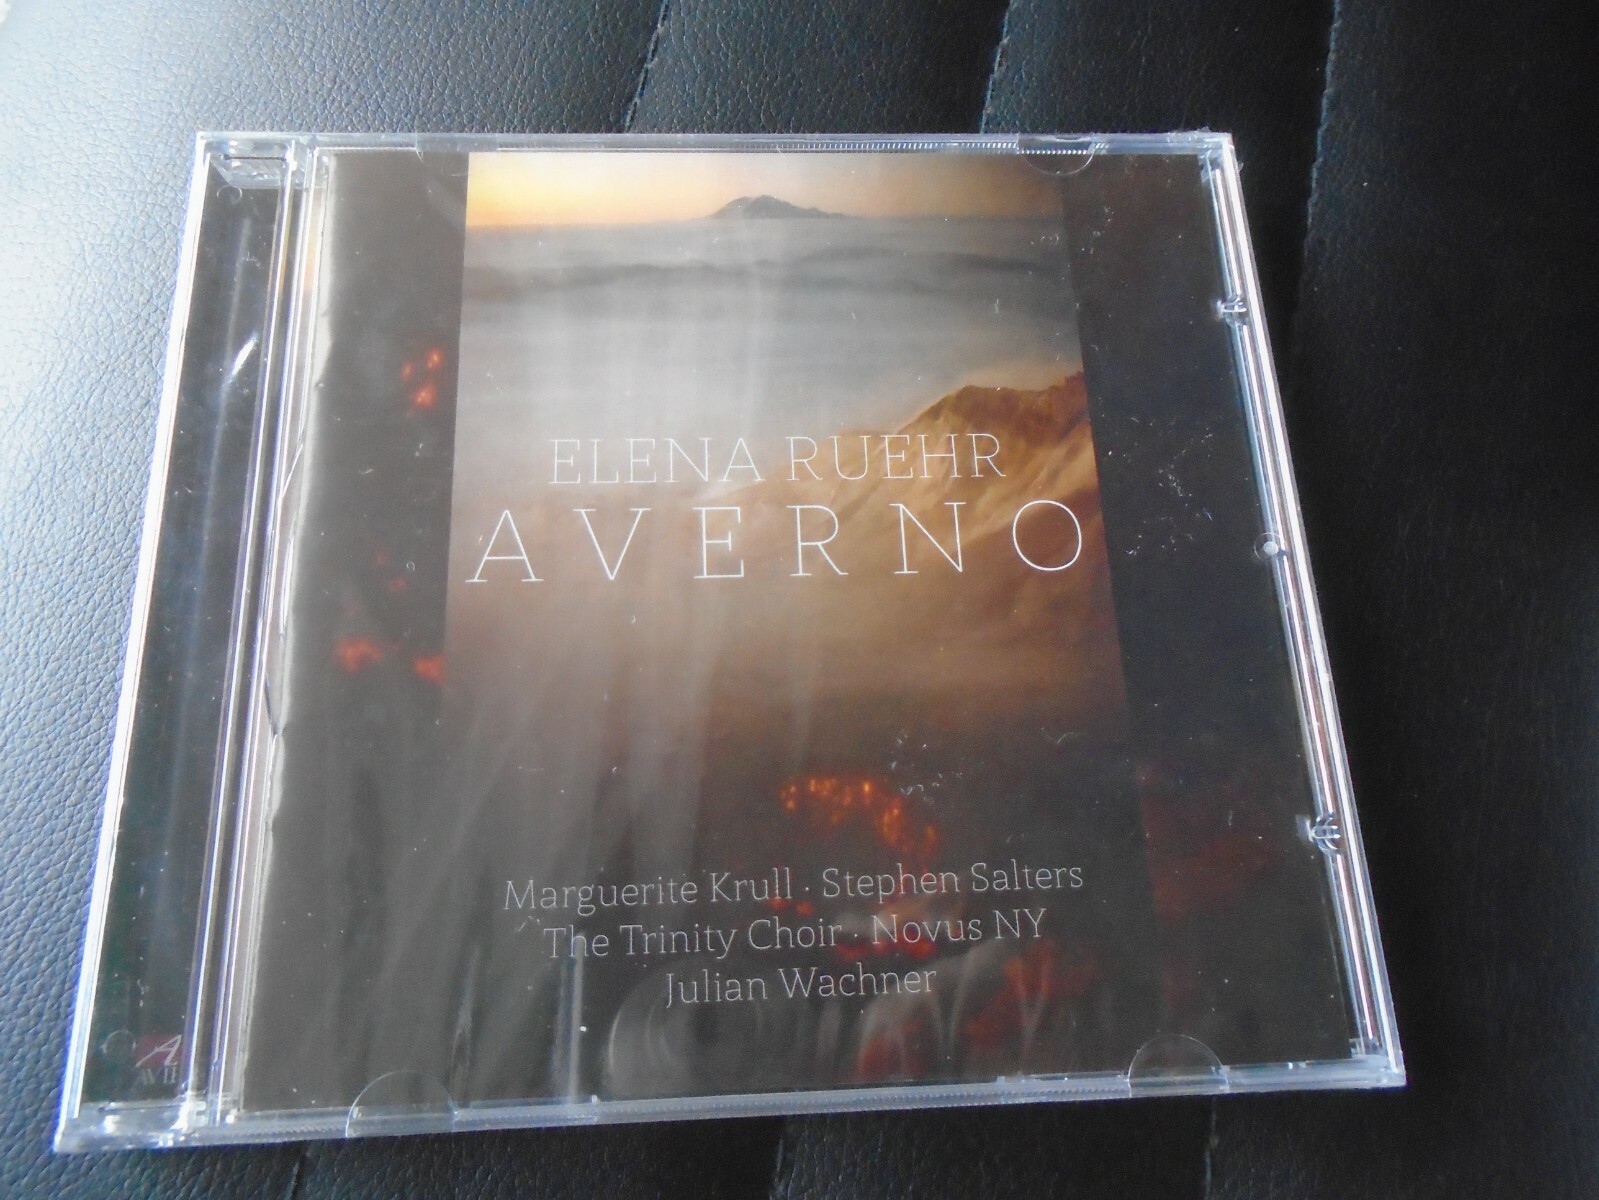 ELENA RUEHR
AVERNO
Marguerite Krull · Stephen Salters
The Trinity Choir · Novus NY
Julian Wachner